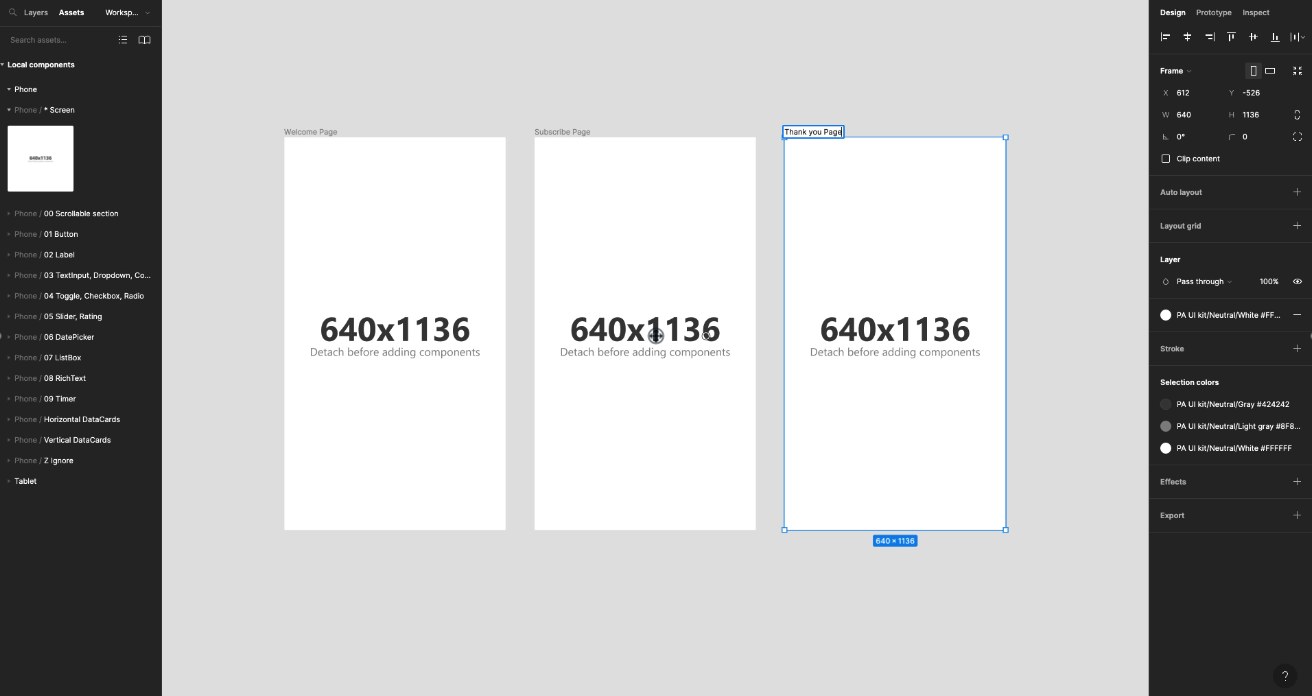 Layers Assets Worksp...
Search assets...
Local components
Phone
Phone / * Screen
640x1136
Phone / 00 Scrollable section
Phone / 01 Button
Phone / 02 Label
Phone / 03 TextInput, Dropdown, Co...
Phone / 04 Toggle, Checkbox, Radio
Phone / 05 Slider, Rating
Phone / 06 DatePicker
Phone / 07 ListBox
Phone / 08 RichText
Phone / 09 Timer
Phone / Horizontal DataCards
Phone / Vertical DataCards
Phone / Z Ignore
Tablet
Welcome Page
640x1136
Detach before adding components
Subscribe Page
640x1136
Detach before adding components
Thank you Page
640x1136
Detach before adding components
640 × 1136
Design Prototype Inspect
Frame
X 612 Y -526
W 640 H 1136
0° 0
Clip content
Auto layout
Layout grid
Layer
Pass through 100%
PA UI kit/Neutral/White #FF...
Stroke
Selection colors
PA UI kit/Neutral/Gray #424242
PA UI kit/Neutral/Light gray #8F8...
PA UI kit/Neutral/White #FFFFFF
Effects
Export
?